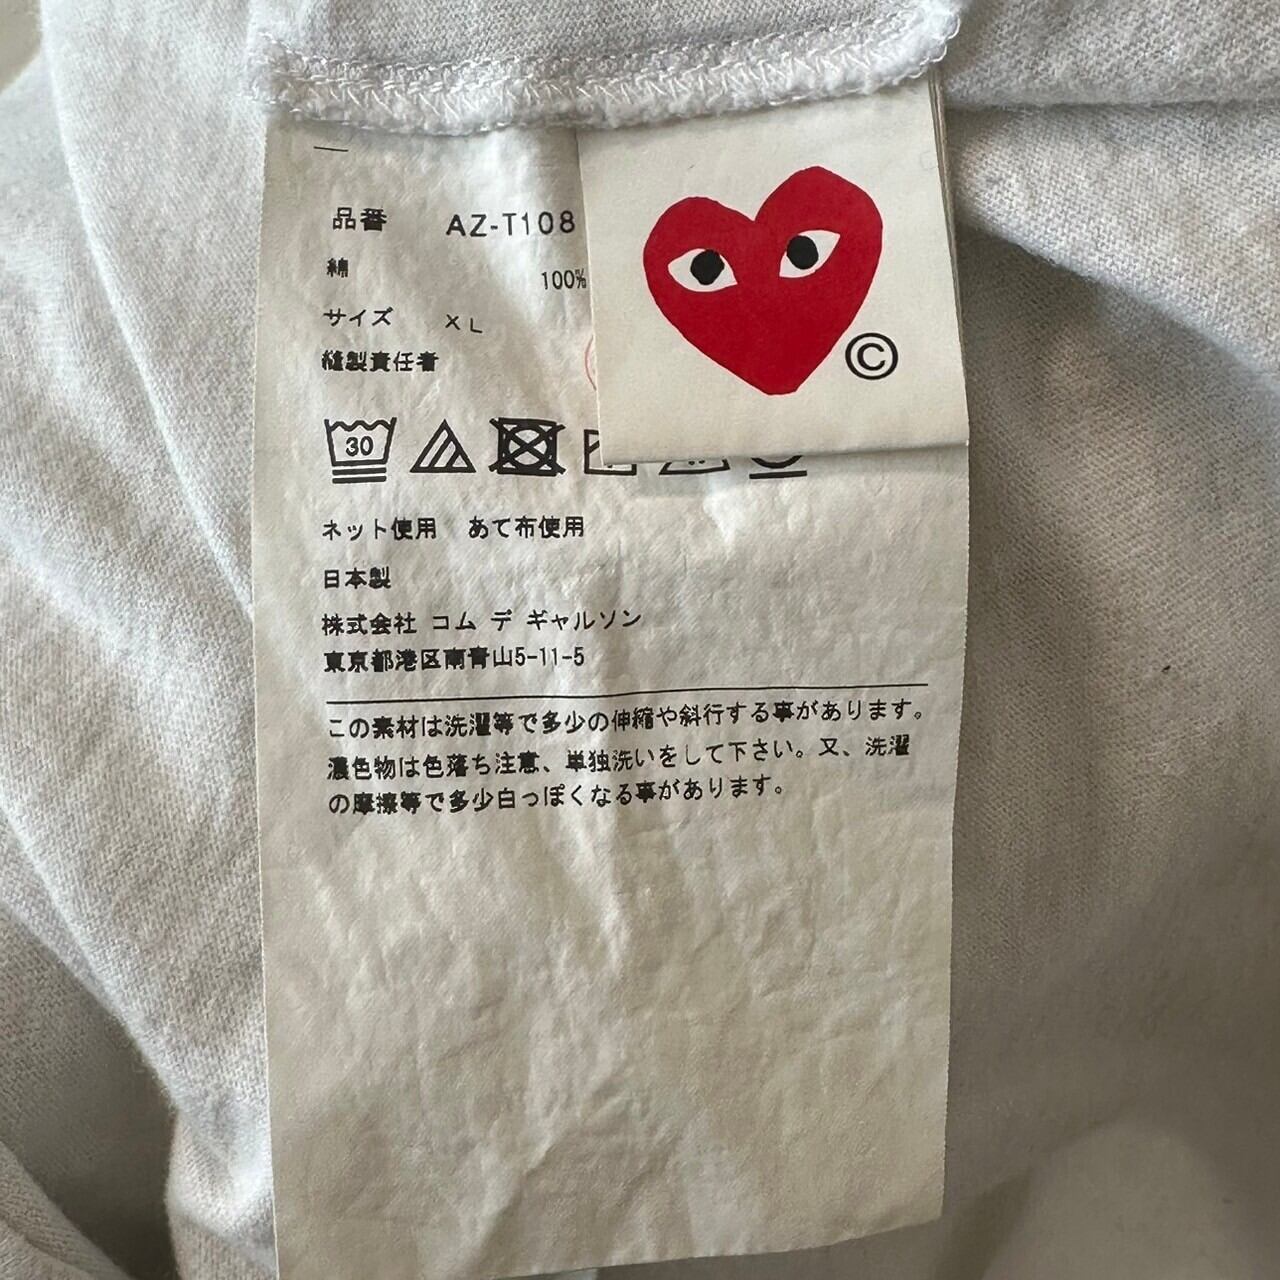 品番 AZ-T108
綿 100%
サイズ XL
縫製責任者
30
©
ネット使用 あて布使用
日本製
株式会社 コム デ ギャルソン
東京都港区南青山5-11-5
この素材は洗濯等で多少の伸縮や斜行する事があります。
濃色物は色落ち注意、単独洗いをして下さい。又、洗濯
の摩擦等で多少白っぽくなる事があります。